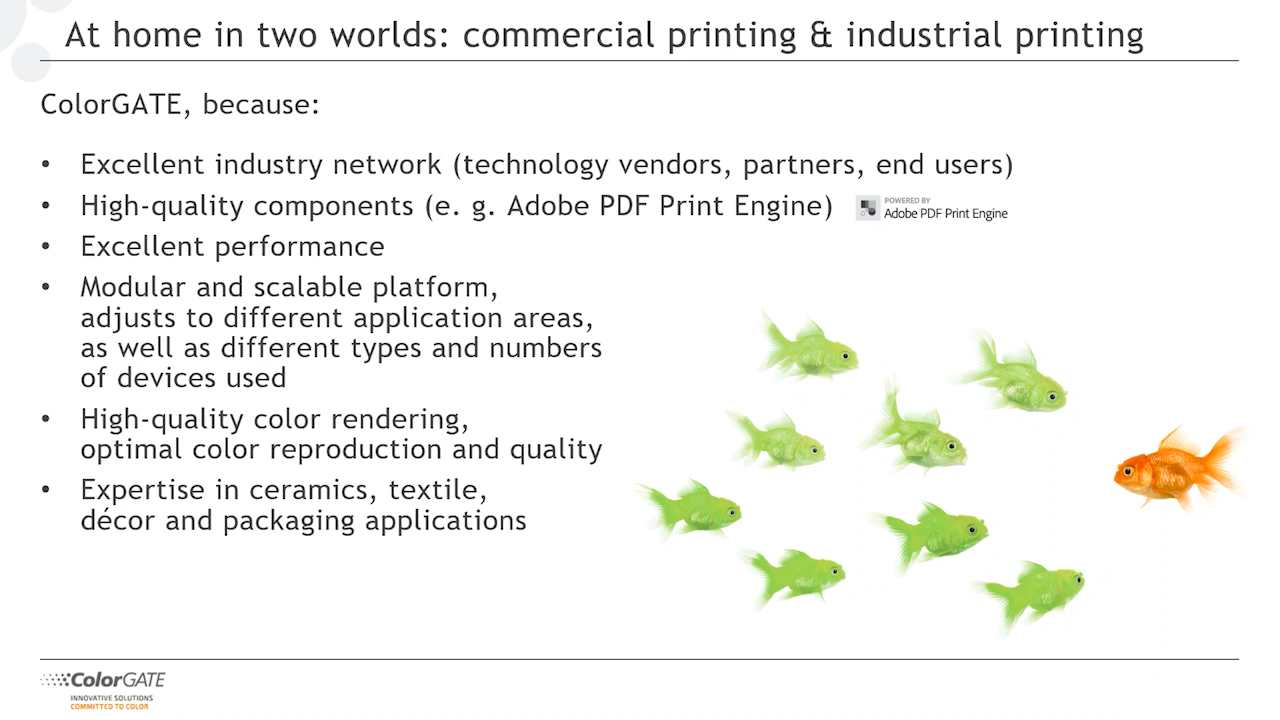 At home in two worlds: commercial printing & industrial printing
ColorGATE, because:
• Excellent industry network (technology vendors, partners, end users)
• High-quality components (e. g. Adobe PDF Print Engine)
POWERED BY
Adobe PDF Print Engine
• Excellent performance
• Modular and scalable platform,
adjusts to different application areas,
as well as different types and numbers
of devices used
• High-quality color rendering,
optimal color reproduction and quality
• Expertise in ceramics, textile,
décor and packaging applications
ColorGATE
INNOVATIVE SOLUTIONS
COMMITTED TO COLOR